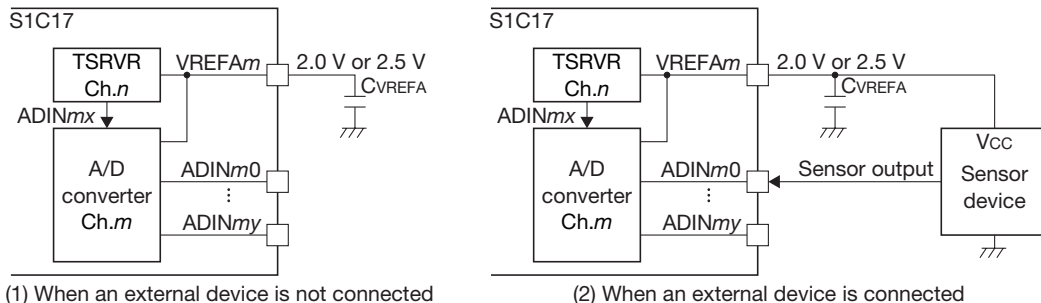 S1C17
TSRVR
Ch.n
VREFAm
2.0 V or 2.5 V
CVREFA
ADINmx
A/D
converter
Ch.m
ADINm0
⋮
ADINmy
(1) When an external device is not connected
S1C17
TSRVR
Ch.n
VREFAm
2.0 V or 2.5 V
CVREFA
ADINmx
A/D
converter
Ch.m
ADINm0
⋮
ADINmy
Sensor output
VCC
Sensor
device
(2) When an external device is connected